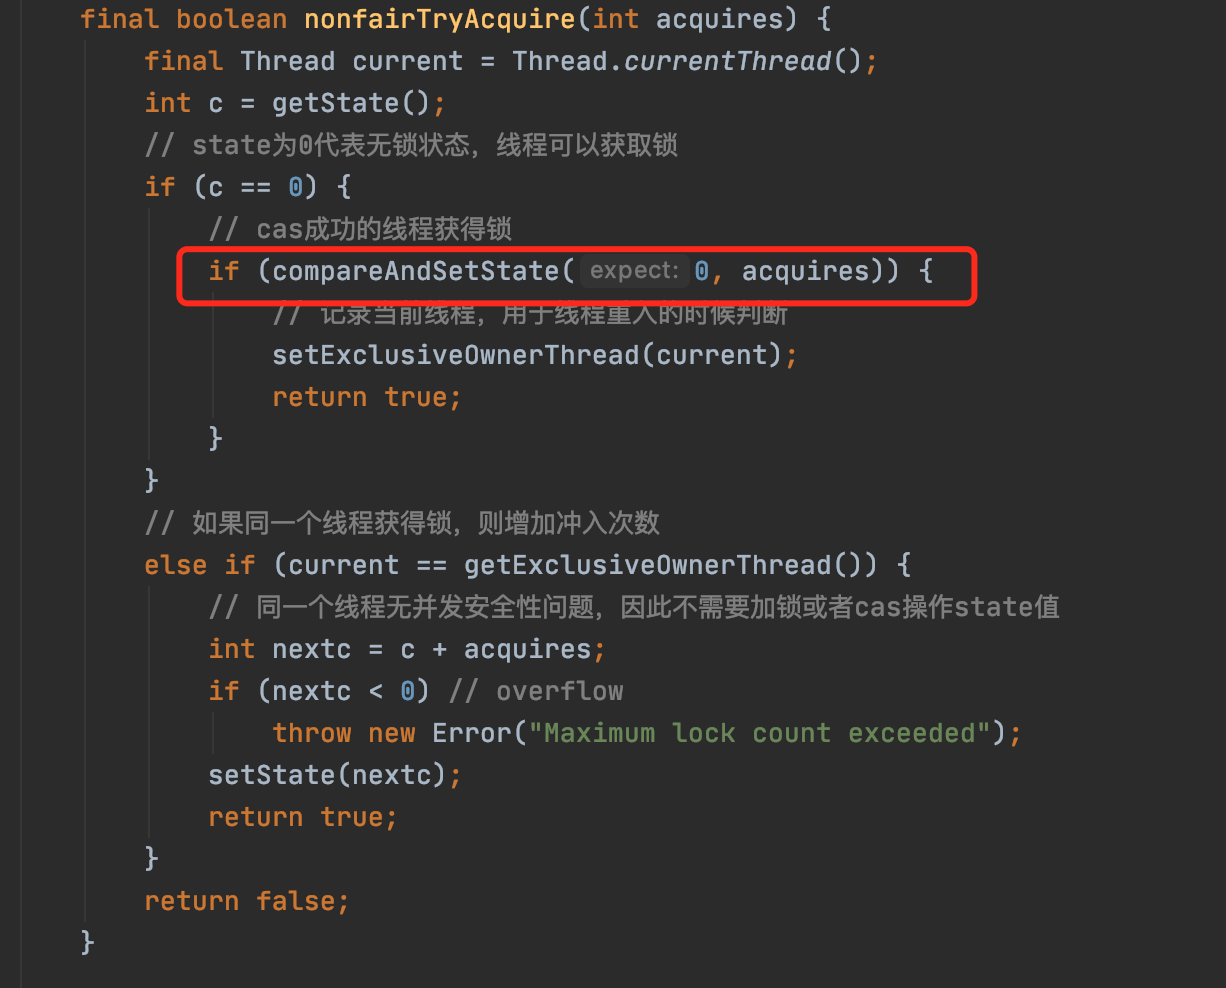 final boolean nonfairTryAcquire(int acquires) {
final Thread current = Thread.currentThread();
int c = getState();
// state为0代表无锁状态，线程可以获取锁
if (c == 0) {
// cas成功的线程获得锁
if (compareAndSetState( expect: 0, acquires)) {
// 记录当前线程，用于线程重入的时候判断
setExclusiveOwnerThread(current);
return true;
}
}
// 如果同一个线程获得锁，则增加冲入次数
else if (current == getExclusiveOwnerThread()) {
// 同一个线程无并发安全性问题，因此不需要加锁或者cas操作state值
int nextc = c + acquires;
if (nextc < 0) // overflow
throw new Error("Maximum lock count exceeded");
setState(nextc);
return true;
}
return false;
}